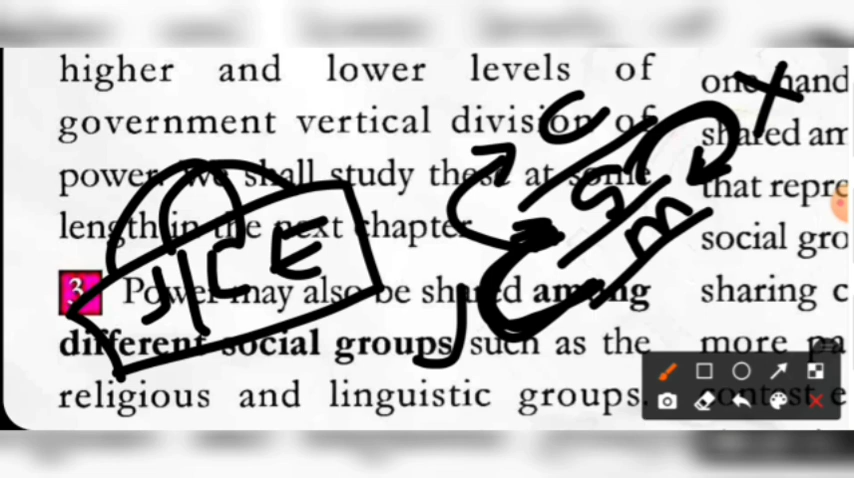 higher and lower levels of
government vertical division of
power. We shall study these at some
length in the next chapter.
3 Power may also be shared among
different social groups, such as the
religious and linguistic groups.
one hand
shared am
that repre
social gro
sharing c
more pa
contest e
C
S
m
J
JICE
X